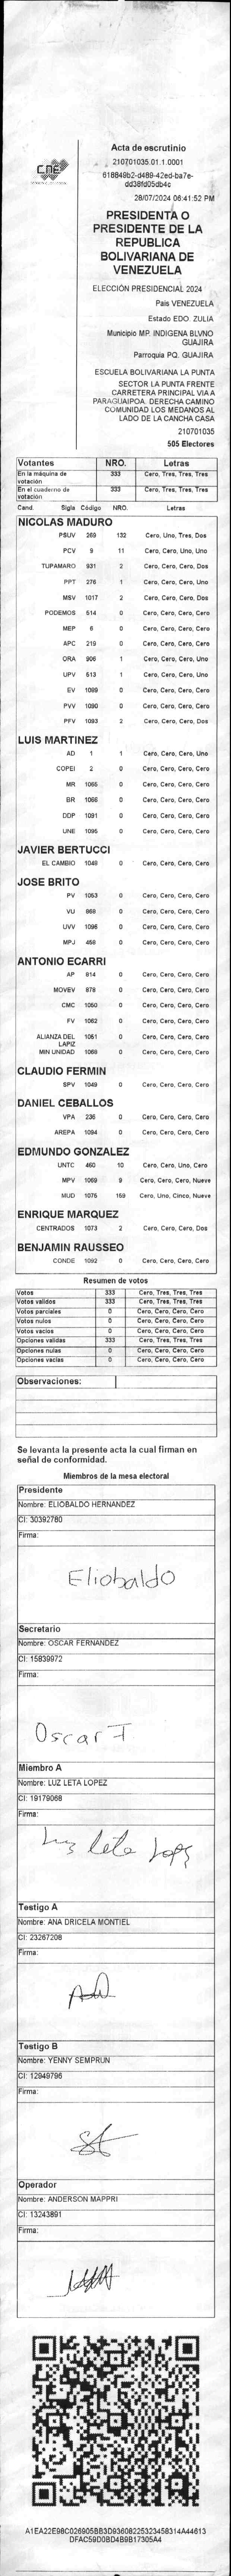 CNE
Acta de escrutinio
210701035.01.1.0001
618849b2-d489-42ed-ba7e-
dd38fd05db4c
28/07/2024 06:41:52 PM
PRESIDENTA O
PRESIDENTE DE LA
REPUBLICA
BOLIVARIANA DE
VENEZUELA
ELECCIÓN PRESIDENCIAL 2024
Pais VENEZUELA
Estado EDO. ZULIA
Municipio MP. INDIGENA BLVNO
GUAJIRA
Parroquia PQ. GUAJIRA
ESCUELA BOLIVARIANA LA PUNTA
SECTOR LA PUNTA FRENTE
CARRETERA PRINCIPAL VIA A
PARAGUAIPOA. DERECHA CAMINO
COMUNIDAD LOS MEDANOS AL
LADO DE LA CANCHA CASA
210701035
505 Electores
Votantes NRO. Letras
En la máquina de votación 333 Cero, Tres, Tres, Tres
En el cuaderno de votación 333 Cero, Tres, Tres, Tres
Cand. Sigla Código NRO. Letras
NICOLAS MADURO
PSUV 269 132 Cero, Uno, Tres, Dos
PCV 9 11 Cero, Cero, Uno, Uno
TUPAMARO 931 2 Cero, Cero, Cero, Dos
PPT 276 1 Cero, Cero, Cero, Uno
MSV 1017 2 Cero, Cero, Cero, Dos
PODEMOS 514 0 Cero, Cero, Cero, Cero
MEP 6 0 Cero, Cero, Cero, Cero
APC 219 0 Cero, Cero, Cero, Cero
ORA 906 1 Cero, Cero, Cero, Uno
UPV 513 1 Cero, Cero, Cero, Uno
EV 1089 0 Cero, Cero, Cero, Cero
PVV 1090 0 Cero, Cero, Cero, Cero
PFV 1093 2 Cero, Cero, Cero, Dos
LUIS MARTINEZ
AD 1 1 Cero, Cero, Cero, Uno
COPEI 2 0 Cero, Cero, Cero, Cero
MR 1065 0 Cero, Cero, Cero, Cero
BR 1066 0 Cero, Cero, Cero, Cero
DDP 1091 0 Cero, Cero, Cero, Cero
UNE 1095 0 Cero, Cero, Cero, Cero
JAVIER BERTUCCI
EL CAMBIO 1048 0 Cero, Cero, Cero, Cero
JOSE BRITO
PV 1053 0 Cero, Cero, Cero, Cero
VU 868 0 Cero, Cero, Cero, Cero
UVV 1096 0 Cero, Cero, Cero, Cero
MPJ 458 0 Cero, Cero, Cero, Cero
ANTONIO ECARRI
AP 814 0 Cero, Cero, Cero, Cero
MOVEV 878 0 Cero, Cero, Cero, Cero
CMC 1050 0 Cero, Cero, Cero, Cero
FV 1062 0 Cero, Cero, Cero, Cero
ALIANZA DEL LAPIZ 1051 0 Cero, Cero, Cero, Cero
MIN UNIDAD 1068 0 Cero, Cero, Cero, Cero
CLAUDIO FERMIN
SPV 1049 0 Cero, Cero, Cero, Cero
DANIEL CEBALLOS
VPA 236 0 Cero, Cero, Cero, Cero
AREPA 1094 0 Cero, Cero, Cero, Cero
EDMUNDO GONZALEZ
UNTC 460 10 Cero, Cero, Uno, Cero
MPV 1069 9 Cero, Cero, Cero, Nueve
MUD 1076 159 Cero, Uno, Cinco, Nueve
ENRIQUE MARQUEZ
CENTRADOS 1073 2 Cero, Cero, Cero, Dos
BENJAMIN RAUSSEO
CONDE 1092 0 Cero, Cero, Cero, Cero
Resumen de votos
Votos 333 Cero, Tres, Tres, Tres
Votos validos 333 Cero, Tres, Tres, Tres
Votos parciales 0 Cero, Cero, Cero, Cero
Votos nulos 0 Cero, Cero, Cero, Cero
Votos vacios 0 Cero, Cero, Cero, Cero
Opciones validas 333 Cero, Tres, Tres, Tres
Opciones nulas 0 Cero, Cero, Cero, Cero
Opciones vacias 0 Cero, Cero, Cero, Cero
Observaciones:
Se levanta la presente acta la cual firman en
señal de conformidad.
Miembros de la mesa electoral
Presidente
Nombre: ELIOBALDO HERNANDEZ
CI: 30392780
Firma:
Eliobaldo
Secretario
Nombre: OSCAR FERNANDEZ
CI: 15839972
Firma:
Oscar F
Miembro A
Nombre: LUZ LETA LOPEZ
CI: 19179068
Firma:
Luz leta Lopez
Testigo A
Nombre: ANA DRICELA MONTIEL
CI: 23267208
Firma:
Testigo B
Nombre: YENNY SEMPRUN
CI: 12949796
Firma:
Operador
Nombre: ANDERSON MAPPRI
CI: 13243891
Firma:
A1EA22E98C026905BB3D93608225323458314A44613
DFAC59D0BD4B9B17305A4